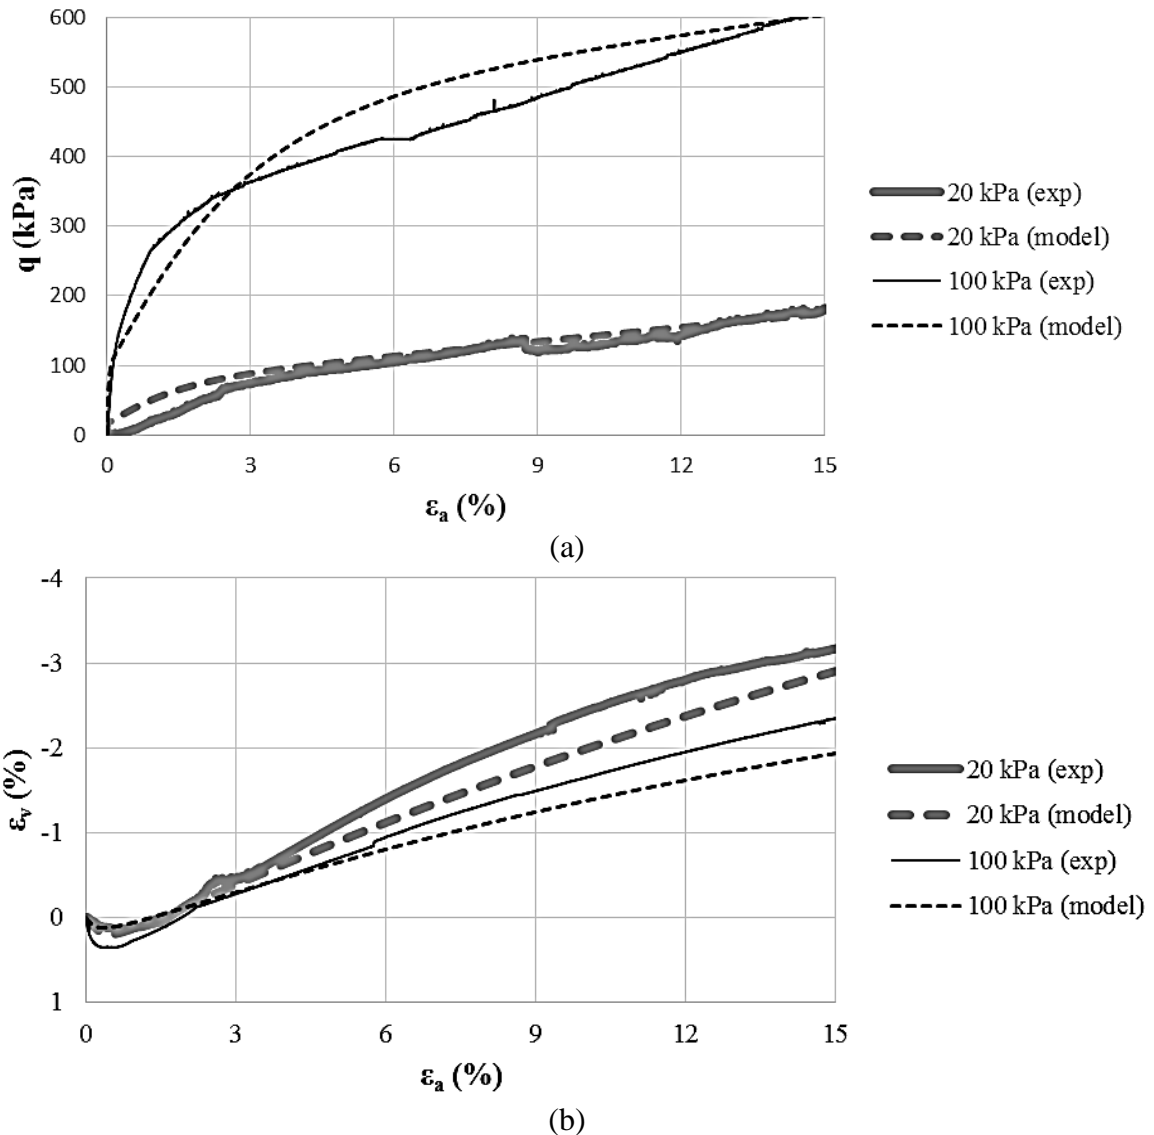 600
500
400
300
200
100
0
q (kPa)
0 3 6 9 12 15
εa (%)
20 kPa (exp)
20 kPa (model)
100 kPa (exp)
100 kPa (model)
(a)
-4
-3
-2
-1
0
1
εv (%)
0 3 6 9 12 15
εa (%)
20 kPa (exp)
20 kPa (model)
100 kPa (exp)
100 kPa (model)
(b)